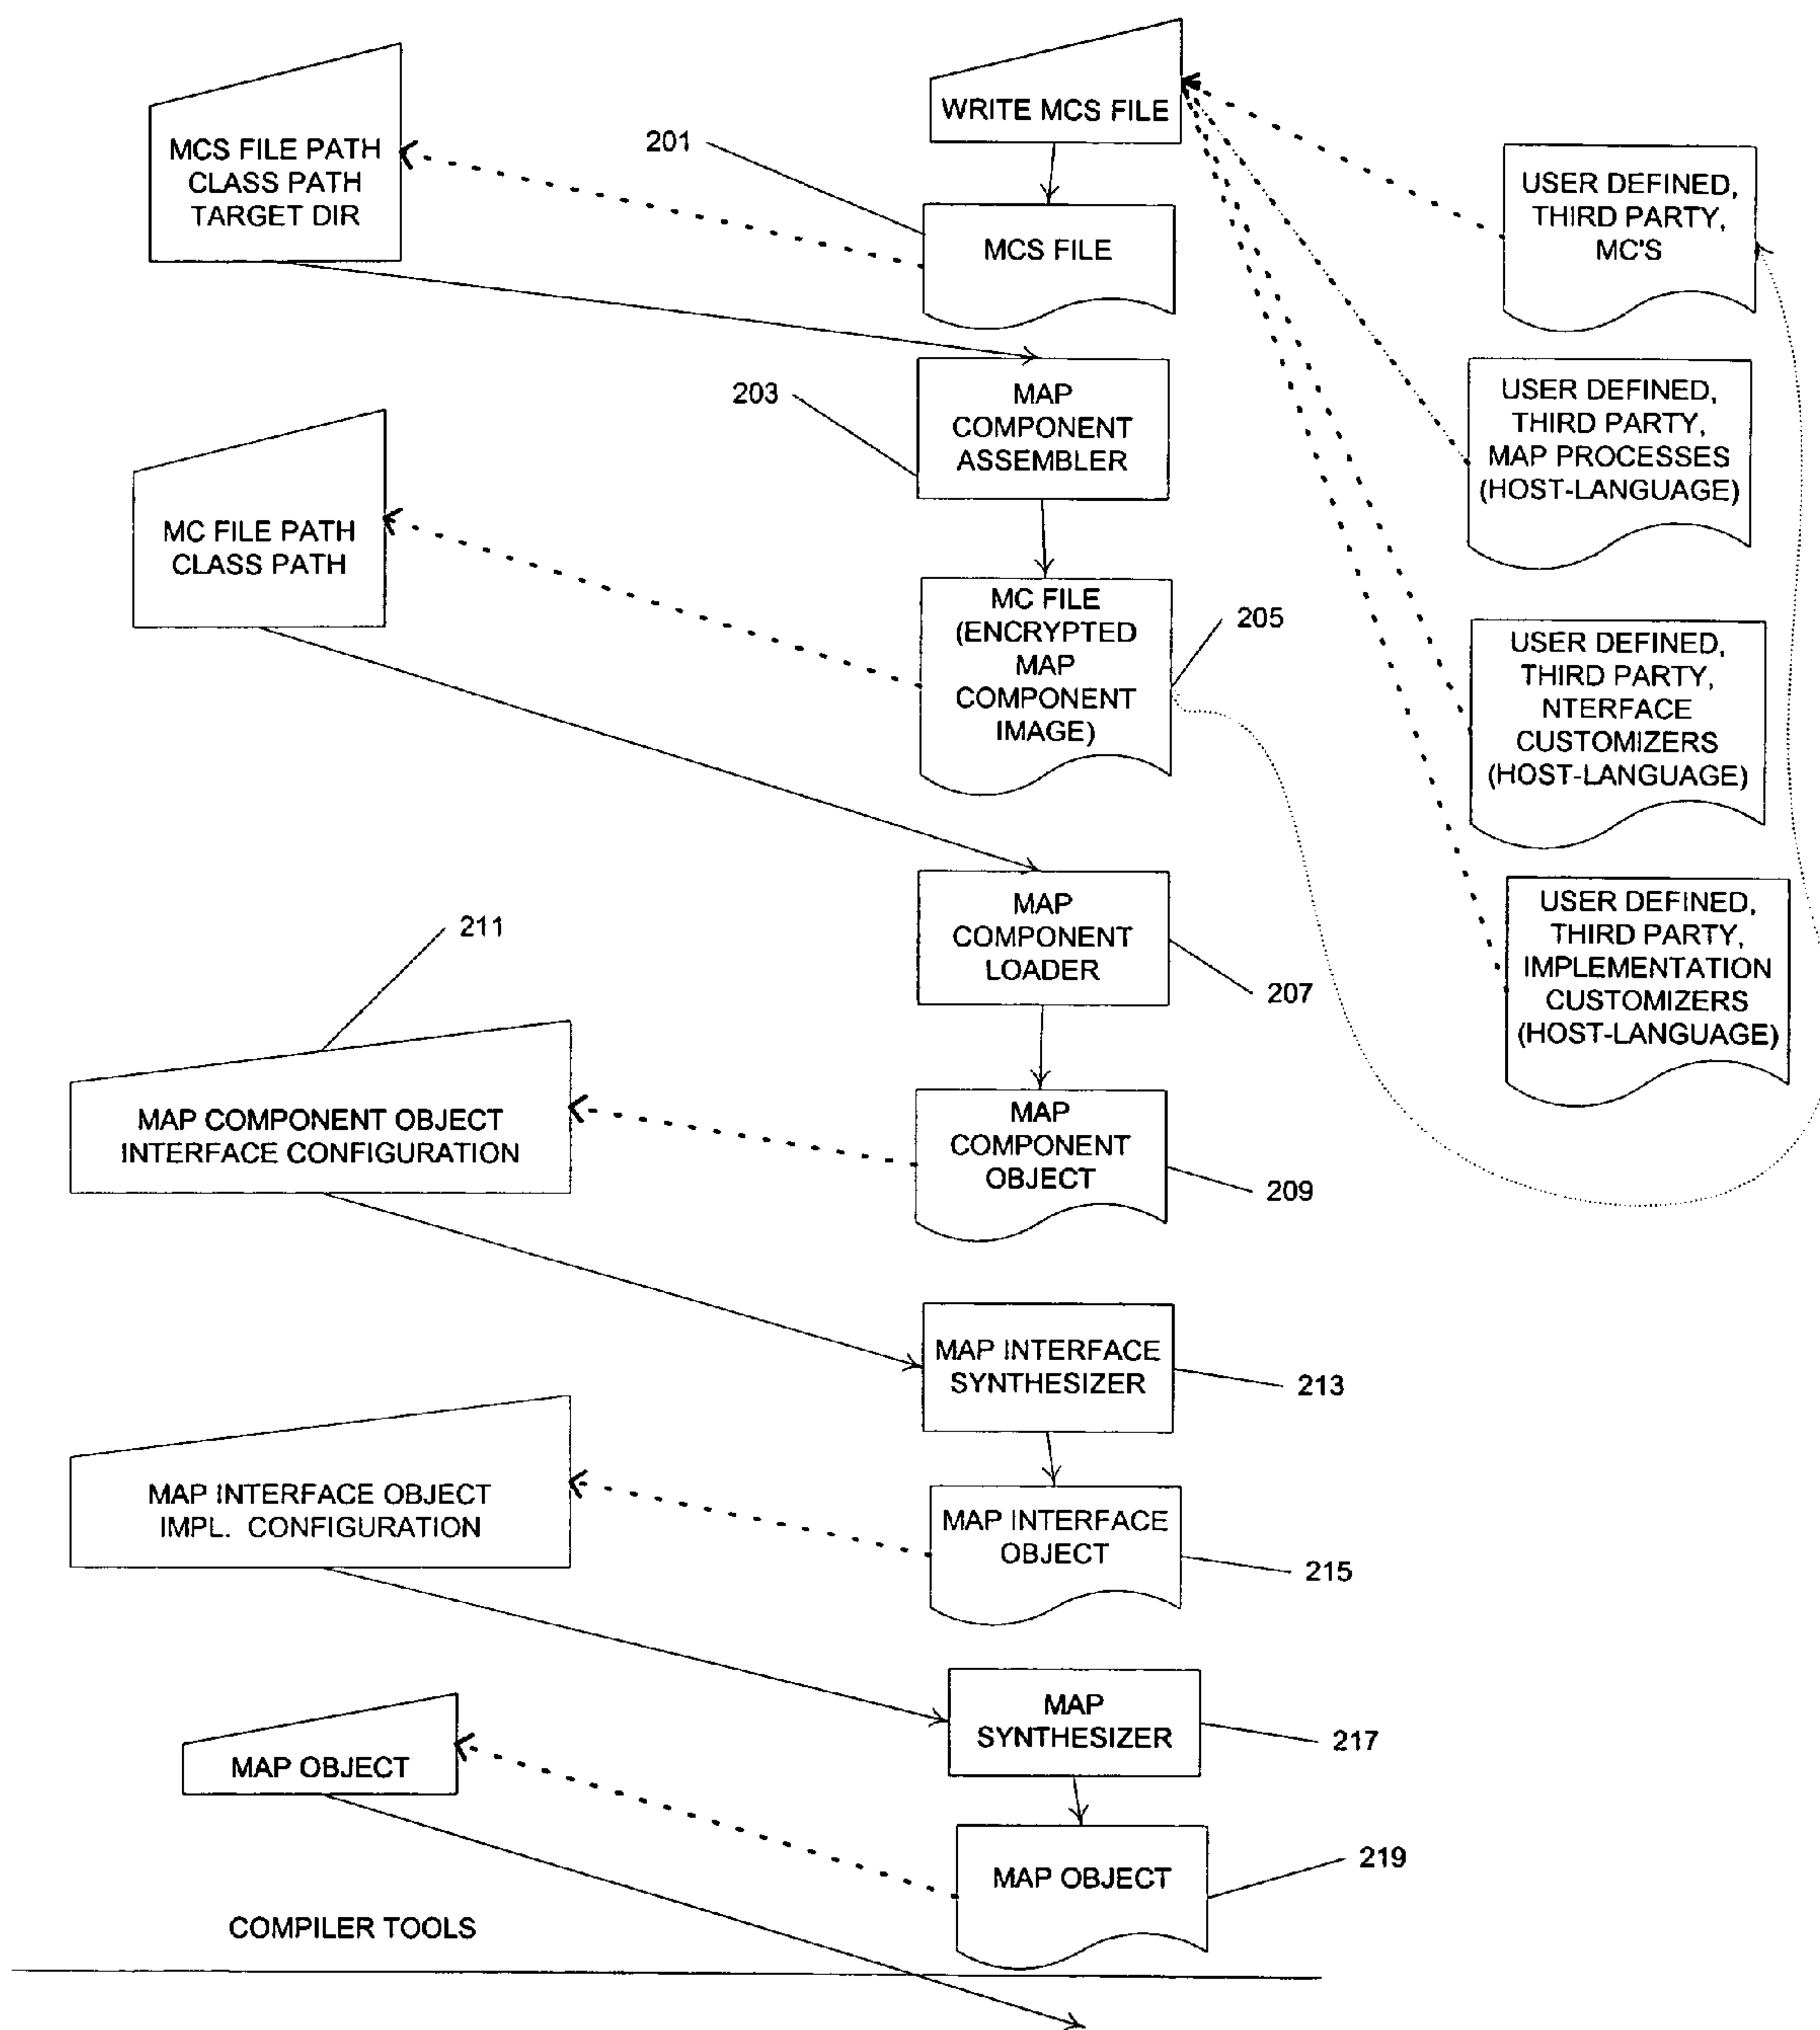 WRITE MCS FILE
MCS FILE PATH
CLASS PATH
TARGET DIR
201
MCS FILE
USER DEFINED,
THIRD PARTY,
MC'S
203
MAP
COMPONENT
ASSEMBLER
USER DEFINED,
THIRD PARTY,
MAP PROCESSES
(HOST-LANGUAGE)
MC FILE PATH
CLASS PATH
MC FILE
(ENCRYPTED
MAP
COMPONENT
IMAGE)
205
USER DEFINED,
THIRD PARTY,
NTERFACE
CUSTOMIZERS
(HOST-LANGUAGE)
MAP
COMPONENT
LOADER
207
USER DEFINED,
THIRD PARTY,
IMPLEMENTATION
CUSTOMIZERS
(HOST-LANGUAGE)
211
MAP COMPONENT OBJECT
INTERFACE CONFIGURATION
MAP
COMPONENT
OBJECT
209
MAP INTERFACE
SYNTHESIZER
213
MAP INTERFACE OBJECT
IMPL. CONFIGURATION
MAP INTERFACE
OBJECT
215
MAP
SYNTHESIZER
217
MAP OBJECT
MAP OBJECT
219
COMPILER TOOLS